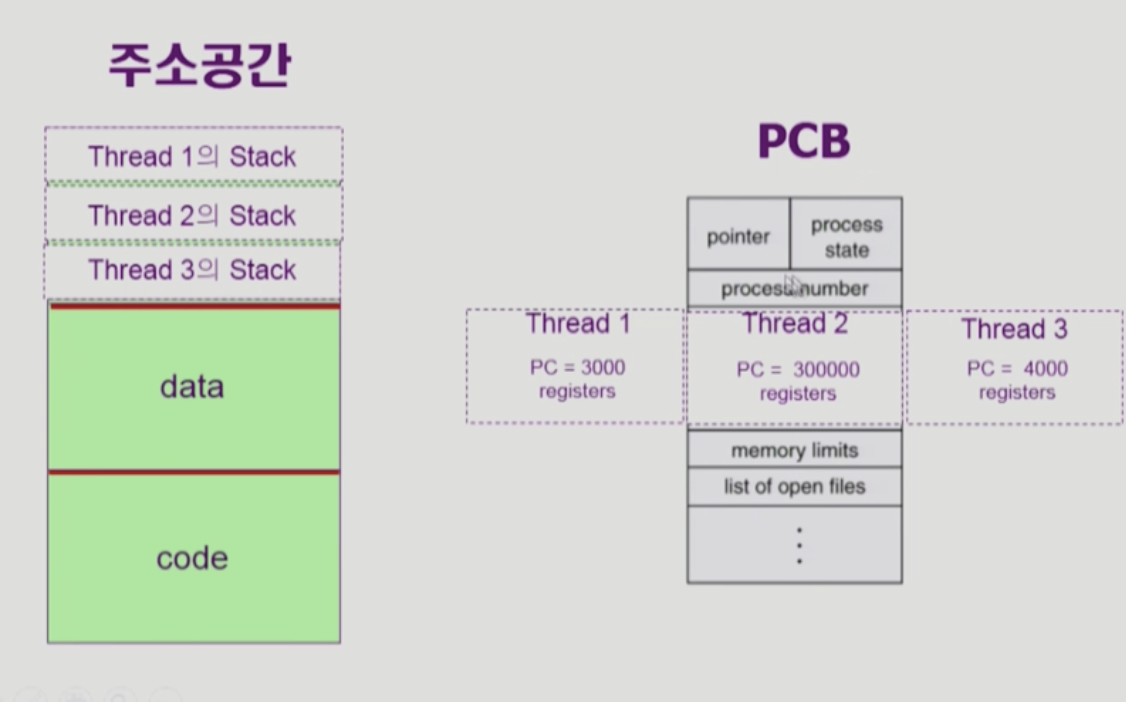 주소공간
Thread 1의 Stack
Thread 2의 Stack
Thread 3의 Stack
data
code
PCB
pointer
process
state
process number
Thread 1
PC = 3000
registers
Thread 2
PC = 300000
registers
Thread 3
PC = 4000
registers
memory limits
list of open files